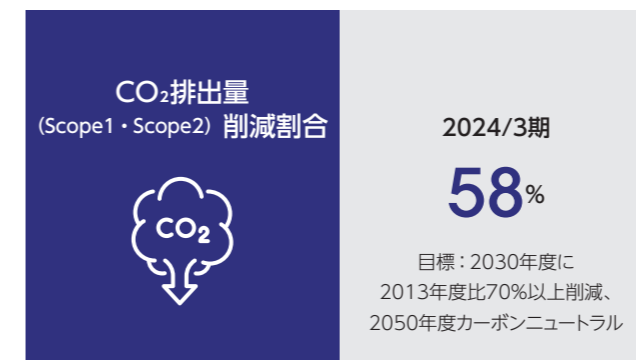 CO₂排出量
(Scope1・Scope2) 削減割合
CO₂
2024/3期
58%
目標：2030年度に
2013年度比70%以上削減、
2050年度カーボンニュートラル